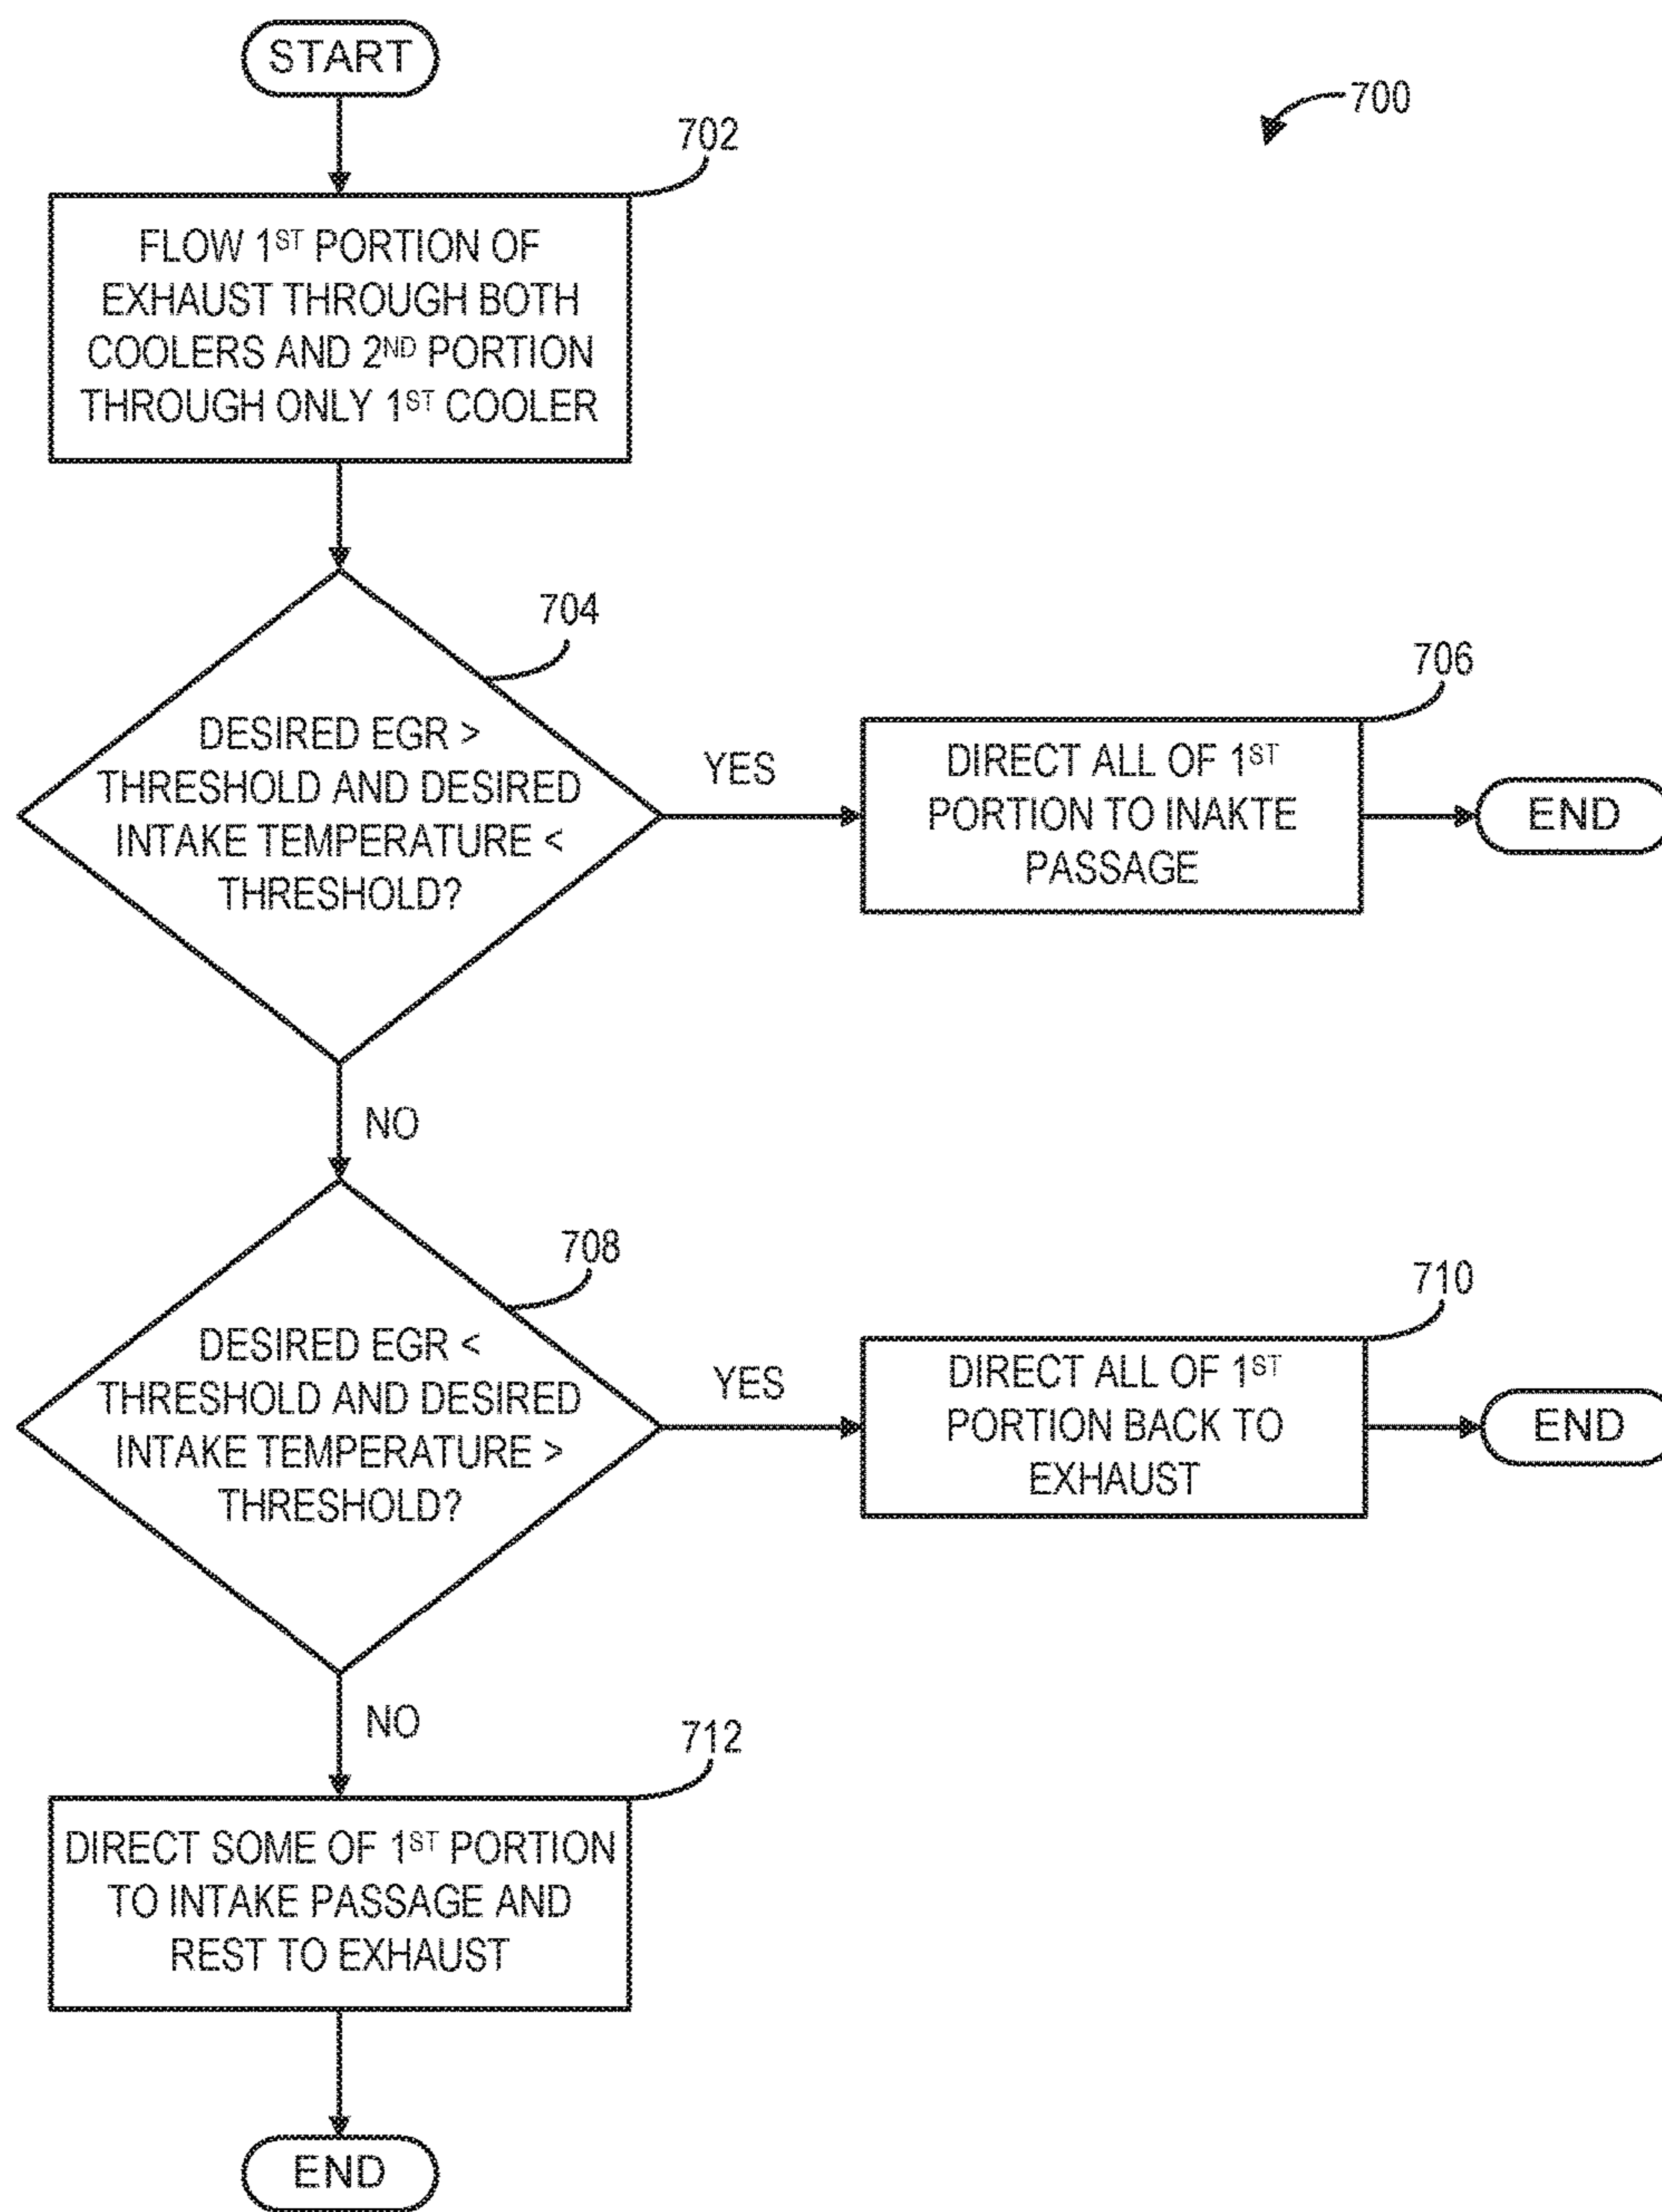 START
700
702
FLOW 1ST PORTION OF
EXHAUST THROUGH BOTH
COOLERS AND 2ND PORTION
THROUGH ONLY 1ST COOLER
704
DESIRED EGR >
THRESHOLD AND DESIRED
INTAKE TEMPERATURE <
THRESHOLD?
YES
706
DIRECT ALL OF 1ST
PORTION TO INAKTE
PASSAGE
END
NO
708
DESIRED EGR <
THRESHOLD AND DESIRED
INTAKE TEMPERATURE >
THRESHOLD?
YES
710
DIRECT ALL OF 1ST
PORTION BACK TO
EXHAUST
END
NO
712
DIRECT SOME OF 1ST PORTION
TO INTAKE PASSAGE AND
REST TO EXHAUST
END